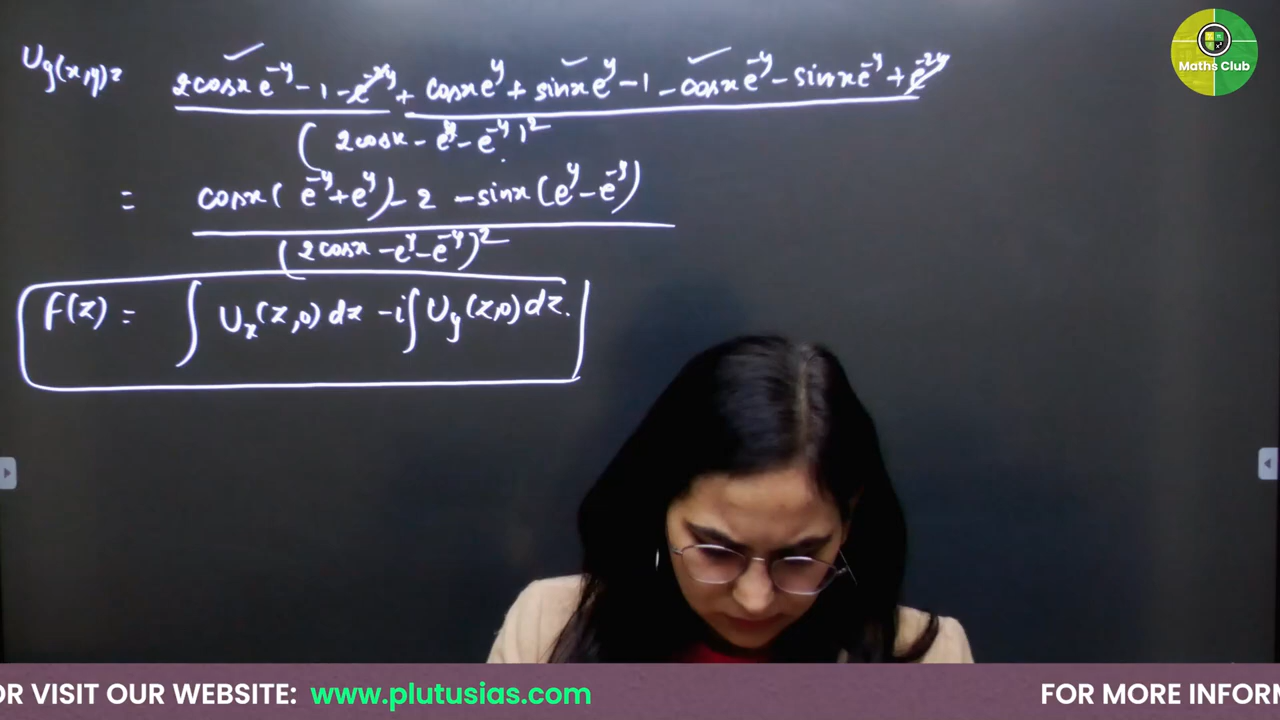 Maths Club
Uy(x,y) = 2cosx e^-y - 1 - e^-2y + cosx e^y + sinx e^y - 1 - cosx e^-y - sinx e^-y + e^-2y
(2cosx - e^y - e^-y)^2
= cosx(e^-y + e^y) - 2 - sinx(e^y - e^-y)
(2cosx - e^y - e^-y)^2
f(z) = ∫ Ux(z,0) dz - i∫ Uy(z,0) dz.
OR VISIT OUR WEBSITE: www.plutusias.com FOR MORE INFORM